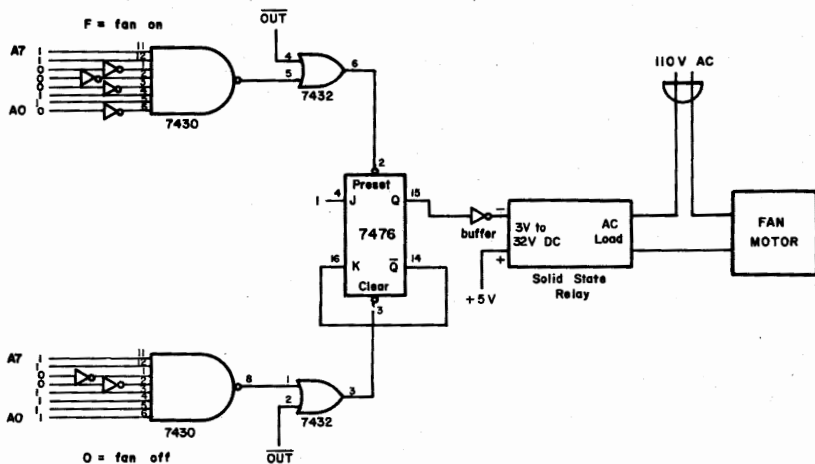 F = fan on
OUT
A7 1
1
0
0
0
1
1
A0 0
11
12
1
2
3
4
5
6
7430
4
5
6
7432
2
Preset
1 4 J Q 15
7476
16 K Q 14
Clear
3
buffer
−
3V to
32V DC
+
AC
Load
+5V
Solid State
Relay
110V AC
FAN
MOTOR
A7 1
1
0
0
1
1
1
A0 1
11
12
1
2
3
4
5
6
8
7430
1
2
3
7432
OUT
O = fan off